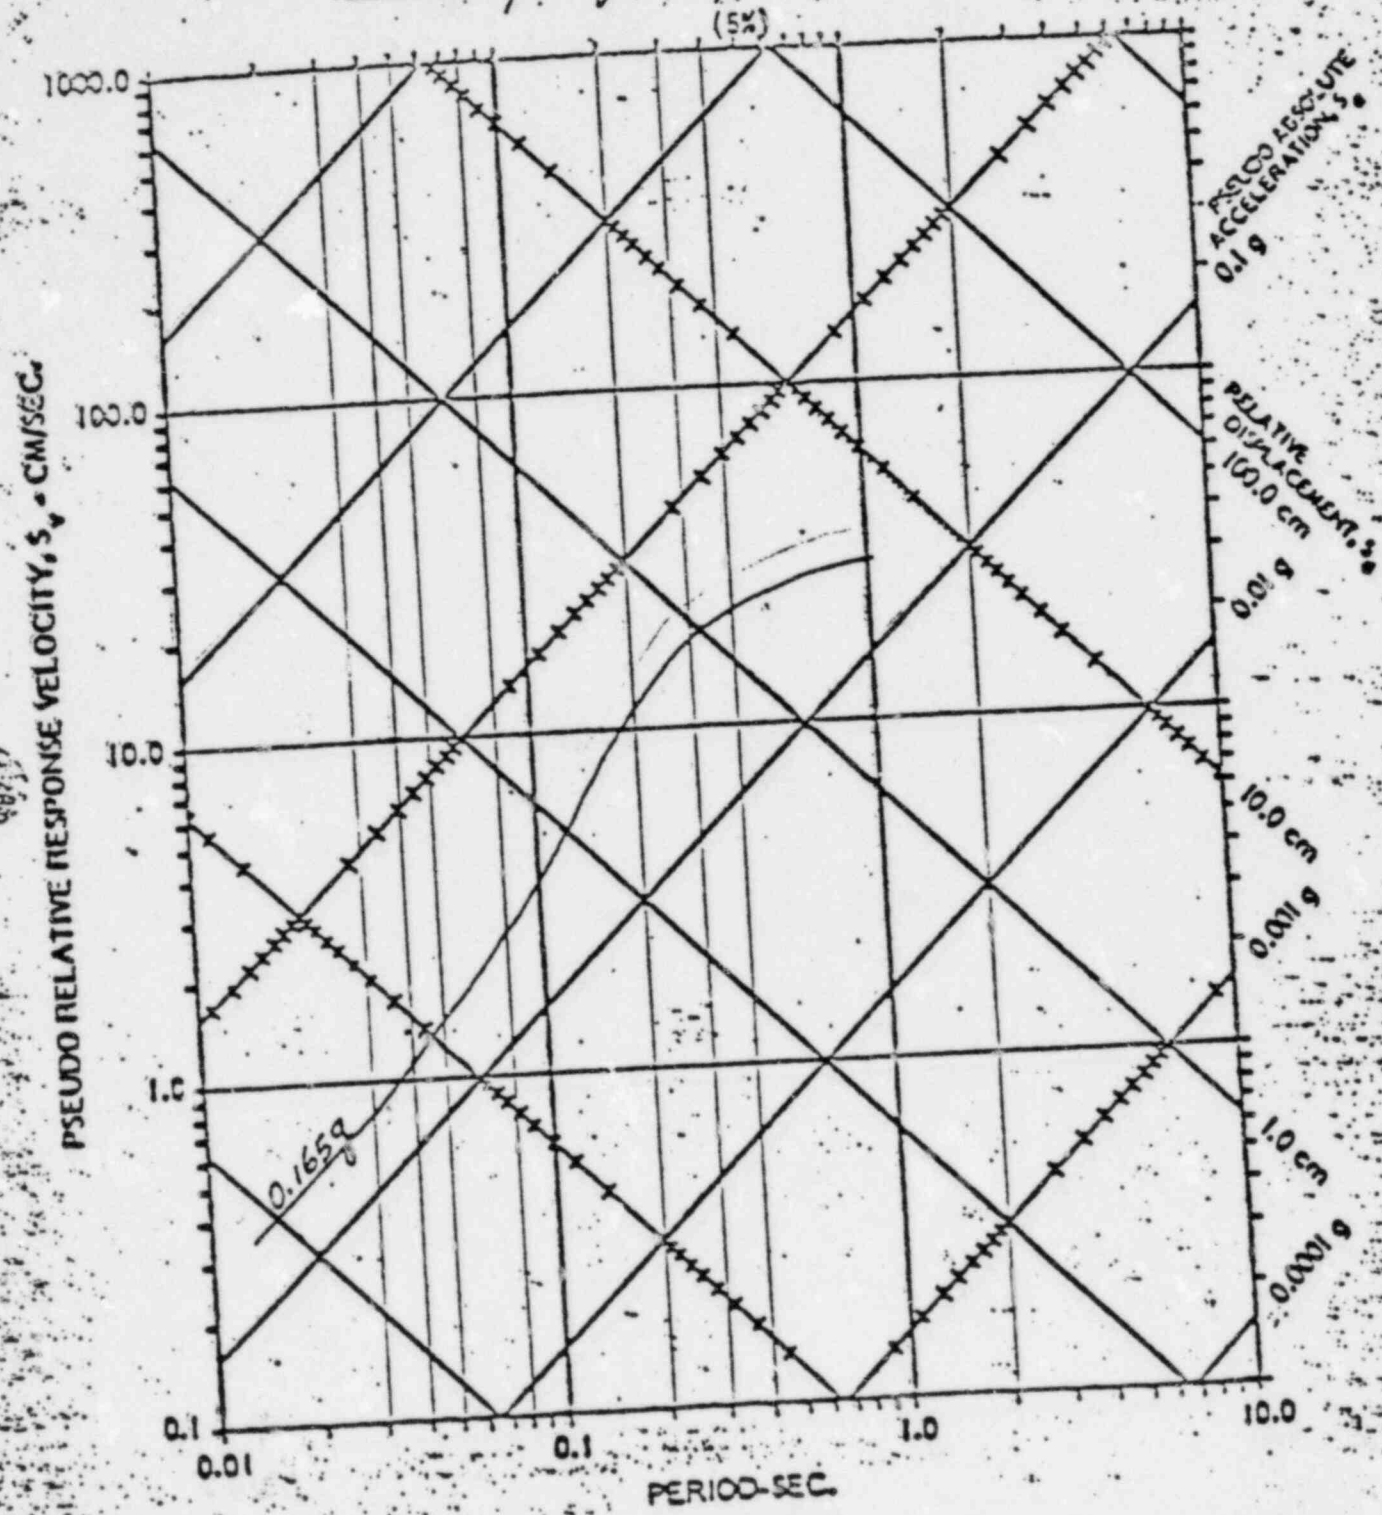 (5%)
1000.0
100.0
10.0
1.0
0.1
PSEUDO RELATIVE RESPONSE VELOCITY, Sv - CM/SEC.
0.01
0.1
1.0
10.0
PERIOD-SEC.
PSEUDO ABSOLUTE
ACCELERATION, Sa
0.1 g
RELATIVE
DISPLACEMENT, Sd
100.0 cm
0.01 g
10.0 cm
0.001 g
1.0 cm
0.0001 g
0.165g